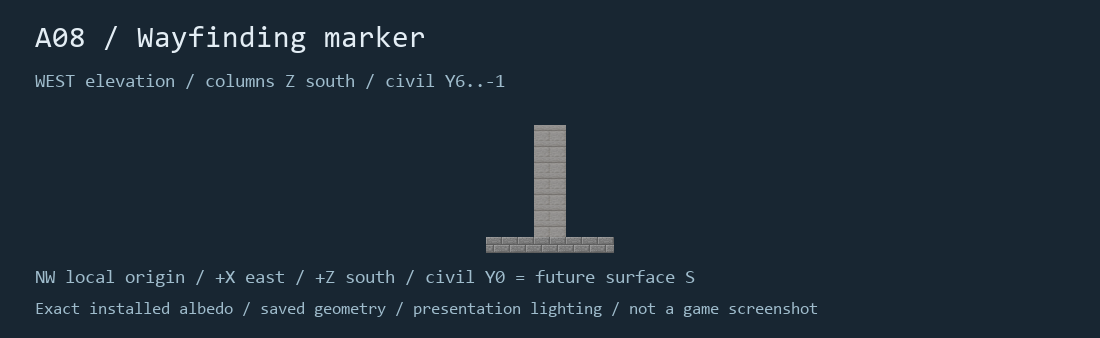 A08 / Wayfinding marker
WEST elevation / columns Z south / civil Y6..-1
NW local origin / +X east / +Z south / civil Y0 = future surface S
Exact installed albedo / saved geometry / presentation lighting / not a game screenshot